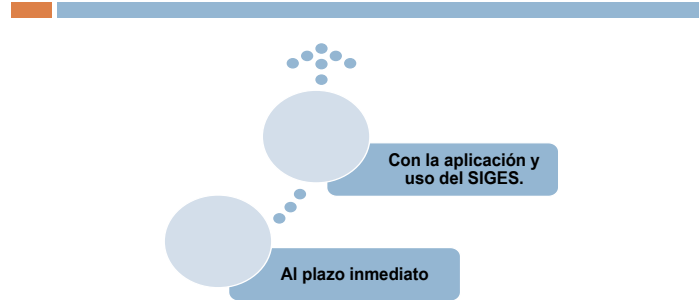 Con la aplicación y
uso del SIGES.
Al plazo inmediato